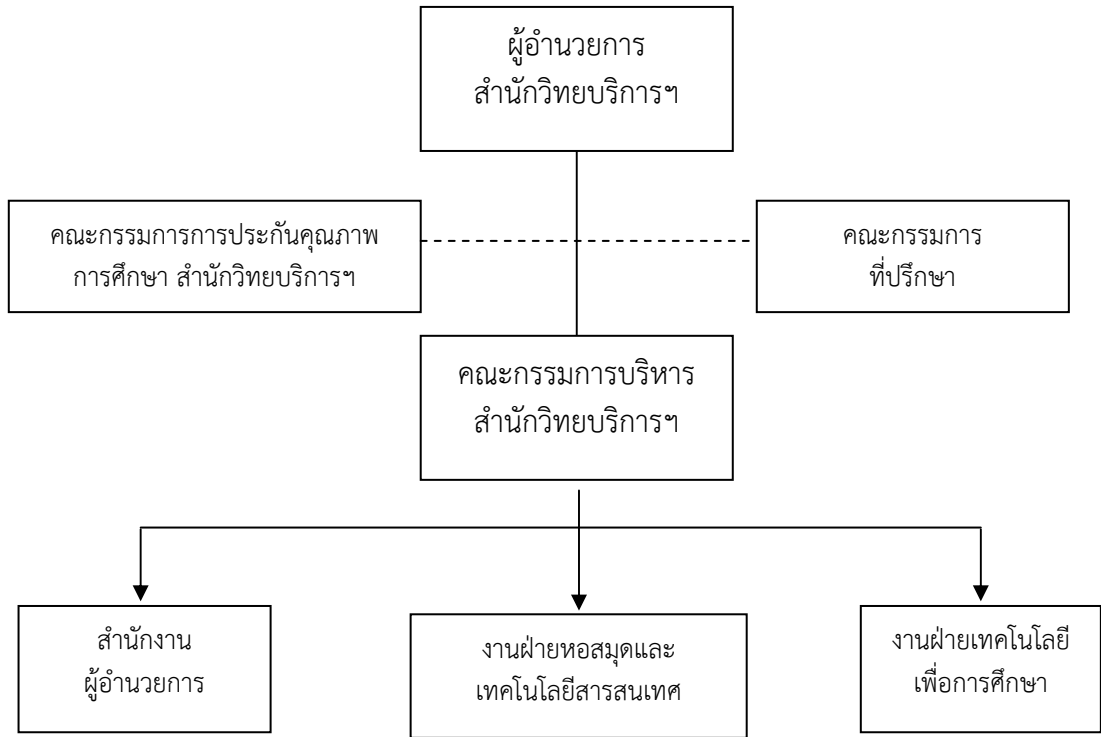 ผู้อำนวยการ
สำนักวิทยบริการฯ
คณะกรรมการการประกันคุณภาพ
การศึกษา สำนักวิทยบริการฯ
คณะกรรมการ
ที่ปรึกษา
คณะกรรมการบริหาร
สำนักวิทยบริการฯ
สำนักงาน
ผู้อำนวยการ
งานฝ่ายหอสมุดและ
เทคโนโลยีสารสนเทศ
งานฝ่ายเทคโนโลยี
เพื่อการศึกษา